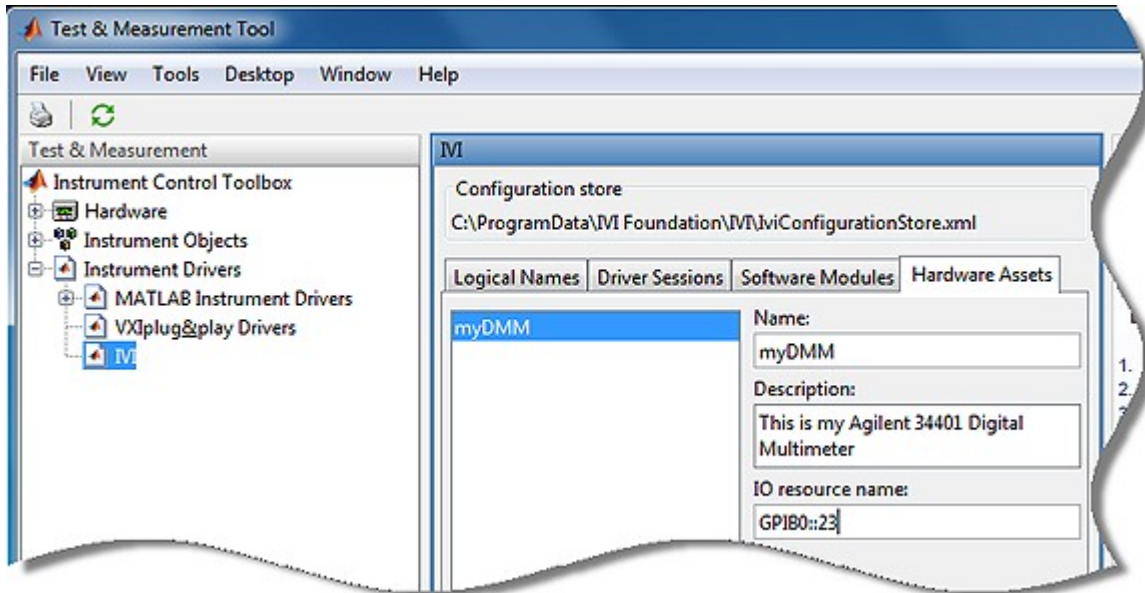 Test & Measurement Tool
File View Tools Desktop Window Help
Test & Measurement
Instrument Control Toolbox
Hardware
Instrument Objects
Instrument Drivers
MATLAB Instrument Drivers
VXIplug&play Drivers
IVI
IVI
Configuration store
C:\ProgramData\IVI Foundation\IVI\IviConfigurationStore.xml
Logical Names Driver Sessions Software Modules Hardware Assets
myDMM
Name:
myDMM
Description:
This is my Agilent 34401 Digital
Multimeter
IO resource name:
GPIB0::23
1.
2.